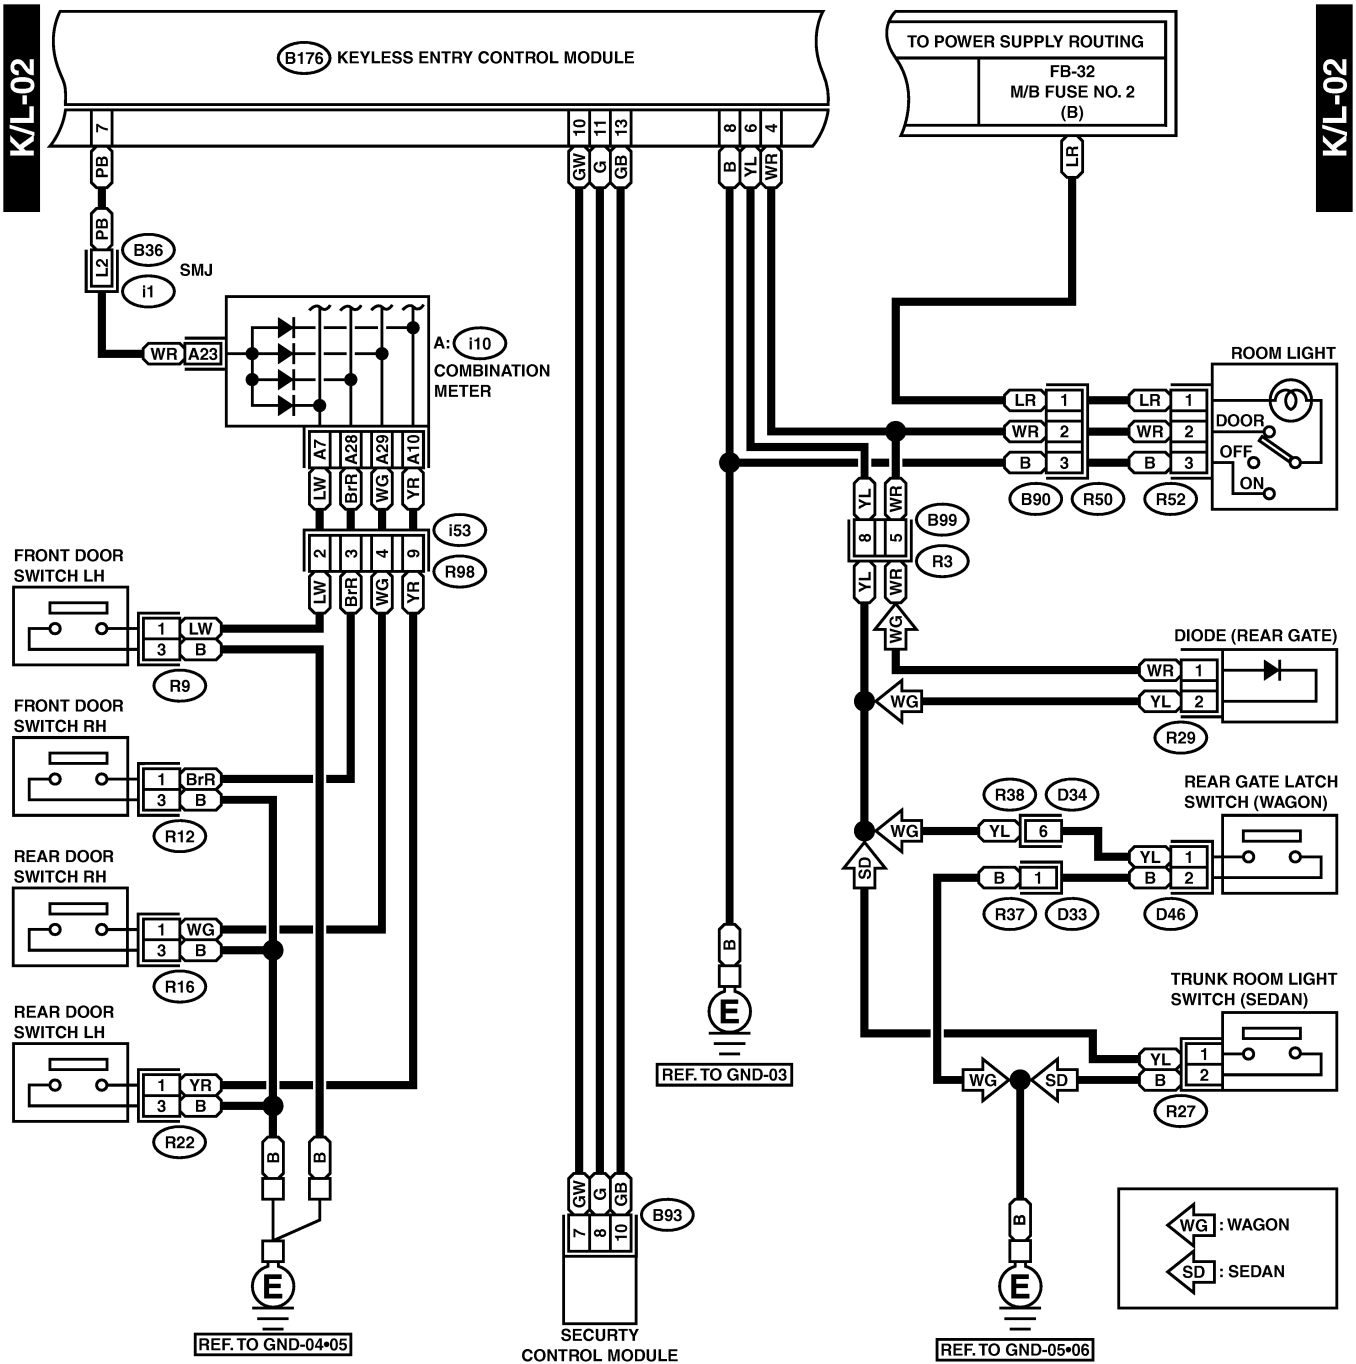 K/L-02
B176 KEYLESS ENTRY CONTROL MODULE
TO POWER SUPPLY ROUTING
FB-32
M/B FUSE NO. 2
(B)
K/L-02
7
10
11
13
8
6
4
PB
GW
G
GB
B
YL
WR
LR
PB
L2
B36
i1
SMJ
WR
A23
A: i10
COMBINATION
METER
A7
A28
A29
A10
LW
BrR
WG
YR
2
3
4
9
i53
R98
LW
BrR
WG
YR
FRONT DOOR
SWITCH LH
1
LW
3
B
R9
FRONT DOOR
SWITCH RH
1
BrR
3
B
R12
REAR DOOR
SWITCH RH
1
WG
3
B
R16
REAR DOOR
SWITCH LH
1
YR
3
B
R22
B
B
E
REF. TO GND-04•05
GW
G
GB
7
8
10
B93
SECURTY
CONTROL MODULE
B
E
REF. TO GND-03
ROOM LIGHT
LR
1
LR
1
WR
2
WR
2
B
3
B
3
DOOR
OFF
ON
B90
R50
R52
YL
WR
8
5
B99
R3
YL
WR
WG
DIODE (REAR GATE)
WR
1
WG
YL
2
R29
REAR GATE LATCH
SWITCH (WAGON)
R38
D34
WG
YL
6
YL
1
B
1
B
2
R37
D33
D46
SD
TRUNK ROOM LIGHT
SWITCH (SEDAN)
YL
1
WG
SD
B
2
R27
B
E
REF. TO GND-05•06
WG : WAGON
SD : SEDAN